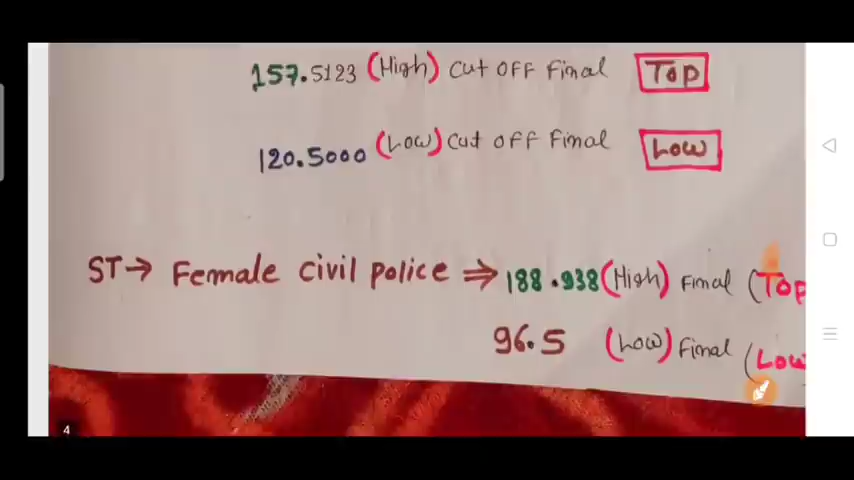 157.5123 (High) Cut OFF Final Top
120.5000 (Low) Cut OFF Final Low
ST→ Female civil police ⇒ 188.938 (High) Final (Top
96.5 (Low) Final (Low
4